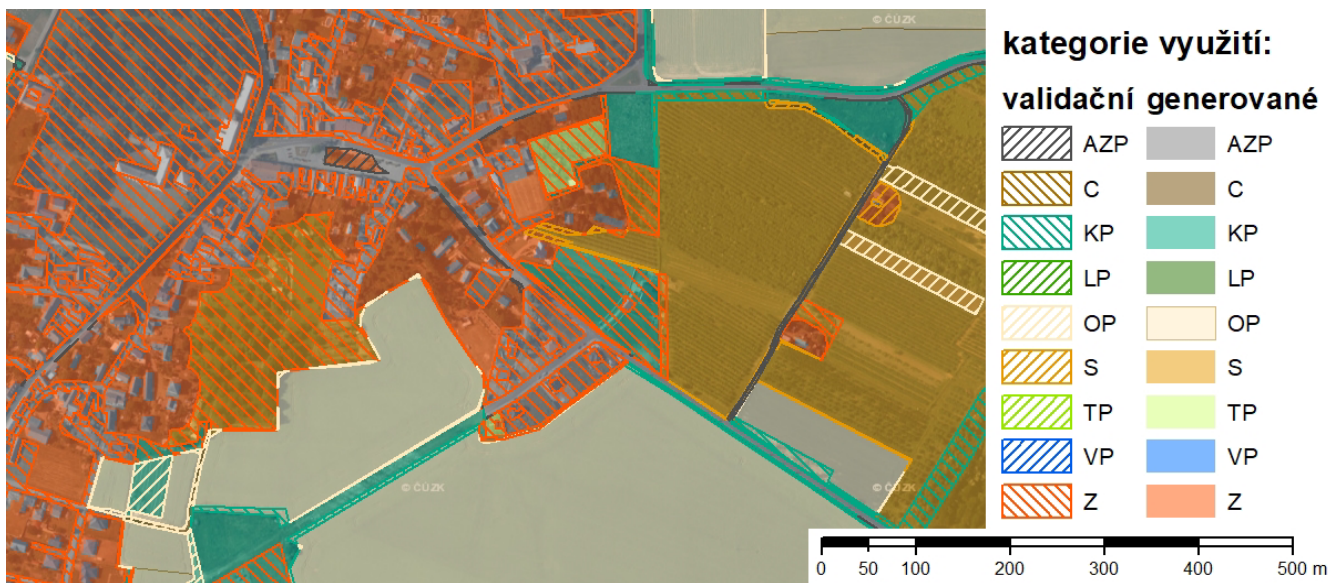 © ČÚZK
© ČÚZK
© ČÚZK
© ČÚZK
kategorie využití:
validační generované
AZP AZP
C C
KP KP
LP LP
OP OP
S S
TP TP
VP VP
Z Z
0 50 100 200 300 400 500 m